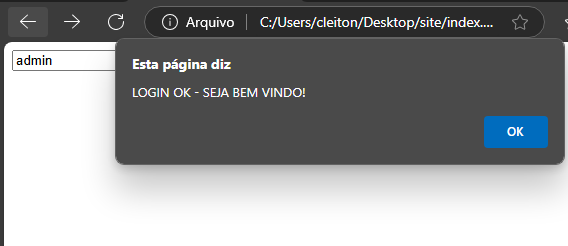 Arquivo C:/Users/cleiton/Desktop/site/index....
admin
Esta página diz
LOGIN OK - SEJA BEM VINDO!
OK